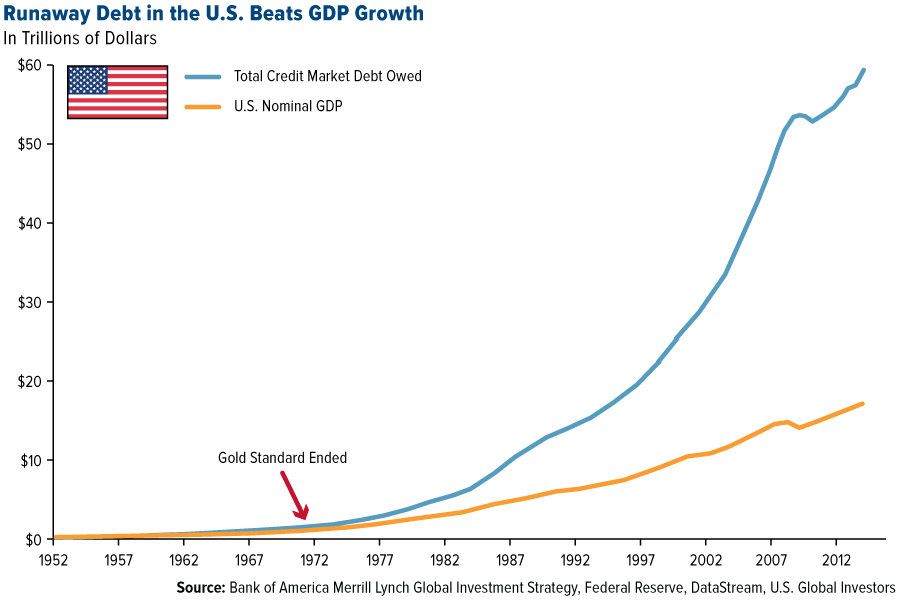 Runaway Debt in the U.S. Beats GDP Growth
In Trillions of Dollars
$60
Total Credit Market Debt Owed
U.S. Nominal GDP
$50
$40
$30
$20
$10
Gold Standard Ended
$0
1952 1957 1962 1967 1972 1977 1982 1987 1992 1997 2002 2007 2012
Source: Bank of America Merrill Lynch Global Investment Strategy, Federal Reserve, DataStream, U.S. Global Investors